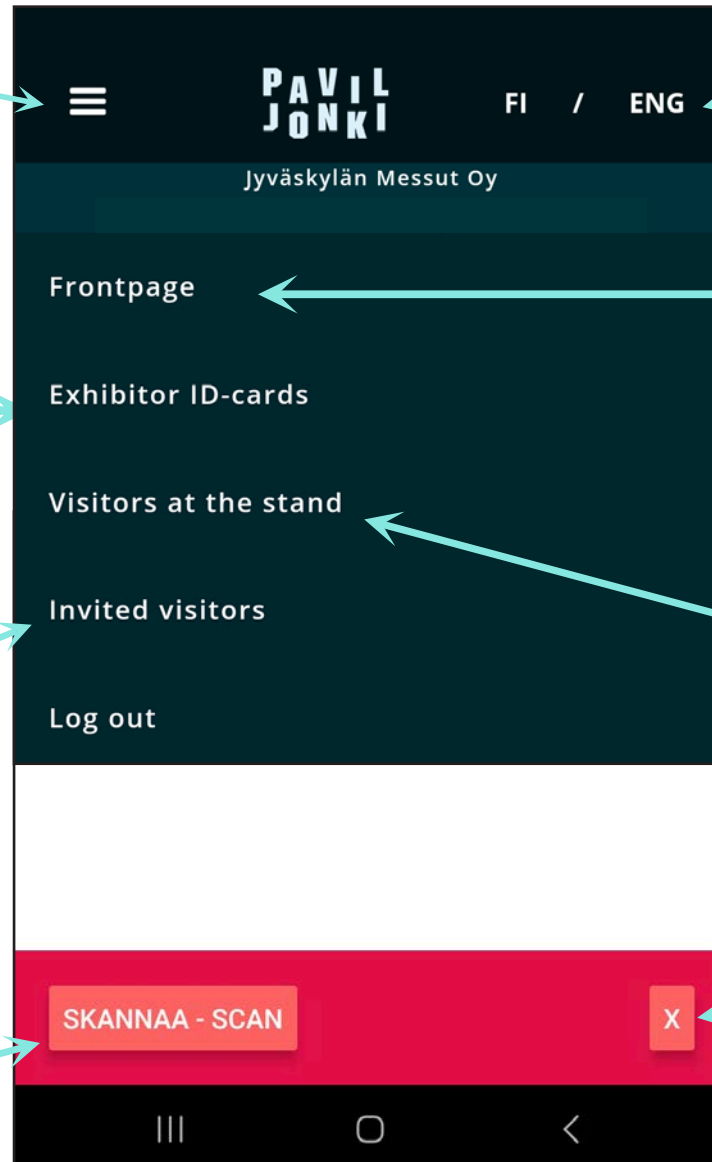 PAVIL
JONKI
FI / ENG
Jyväskylän Messut Oy
Frontpage
Exhibitor ID-cards
Visitors at the stand
Invited visitors
Log out
SKANNAA - SCAN
X